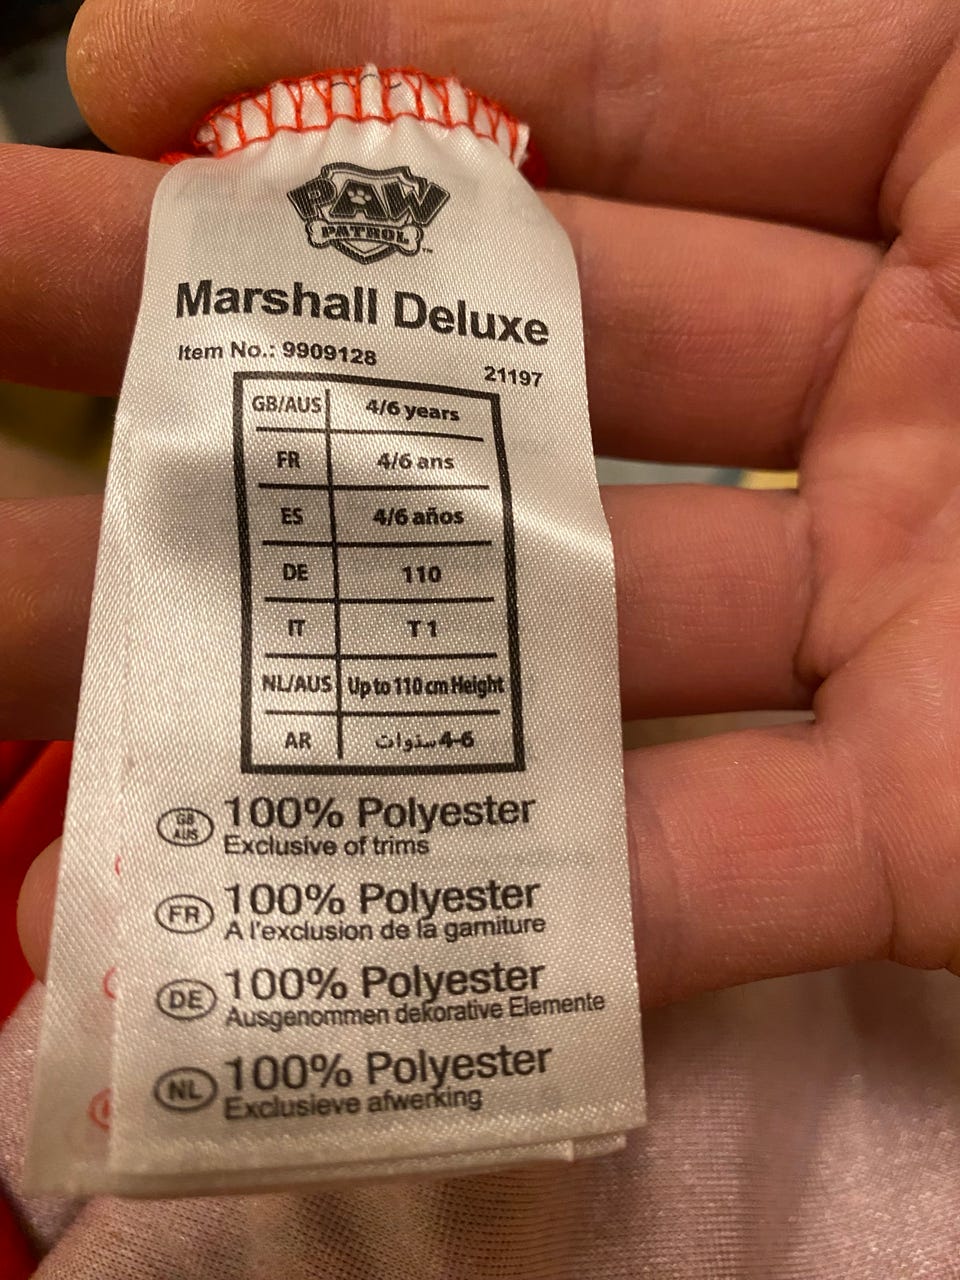 PAW
PATROL™
Marshall Deluxe
Item No.: 9909128
21197
GB/AUS 4/6 years
FR 4/6 ans
ES 4/6 años
DE 110
IT T 1
NL/AUS Up to 110 cm Height
AR 4-6 سنوات
GB AUS 100% Polyester
Exclusive of trims
FR 100% Polyester
A l'exclusion de la garniture
DE 100% Polyester
Ausgenommen dekorative Elemente
NL 100% Polyester
Exclusieve afwerking